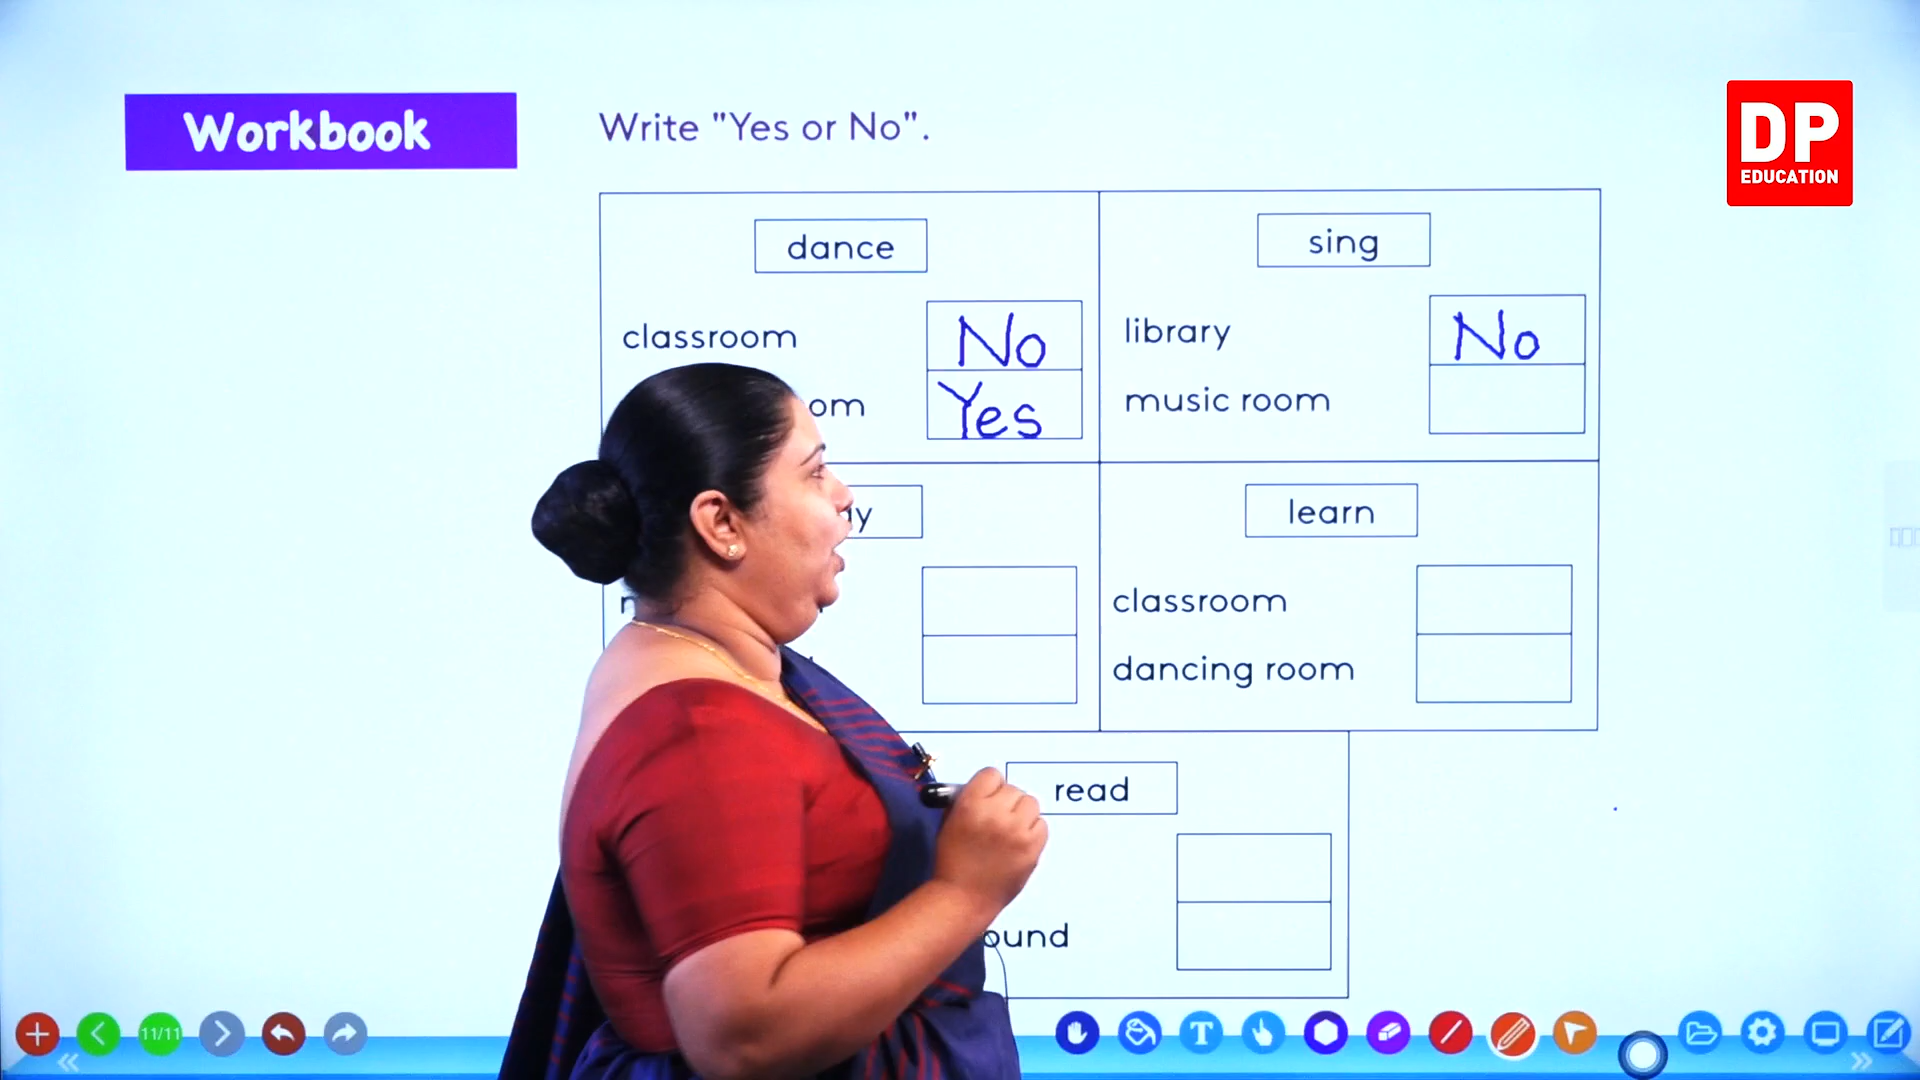 Workbook
Write "Yes or No".
DP
EDUCATION
dance
classroom No
om Yes
sing
library No
music room
ay
learn
classroom
dancing room
read
ound
11/11